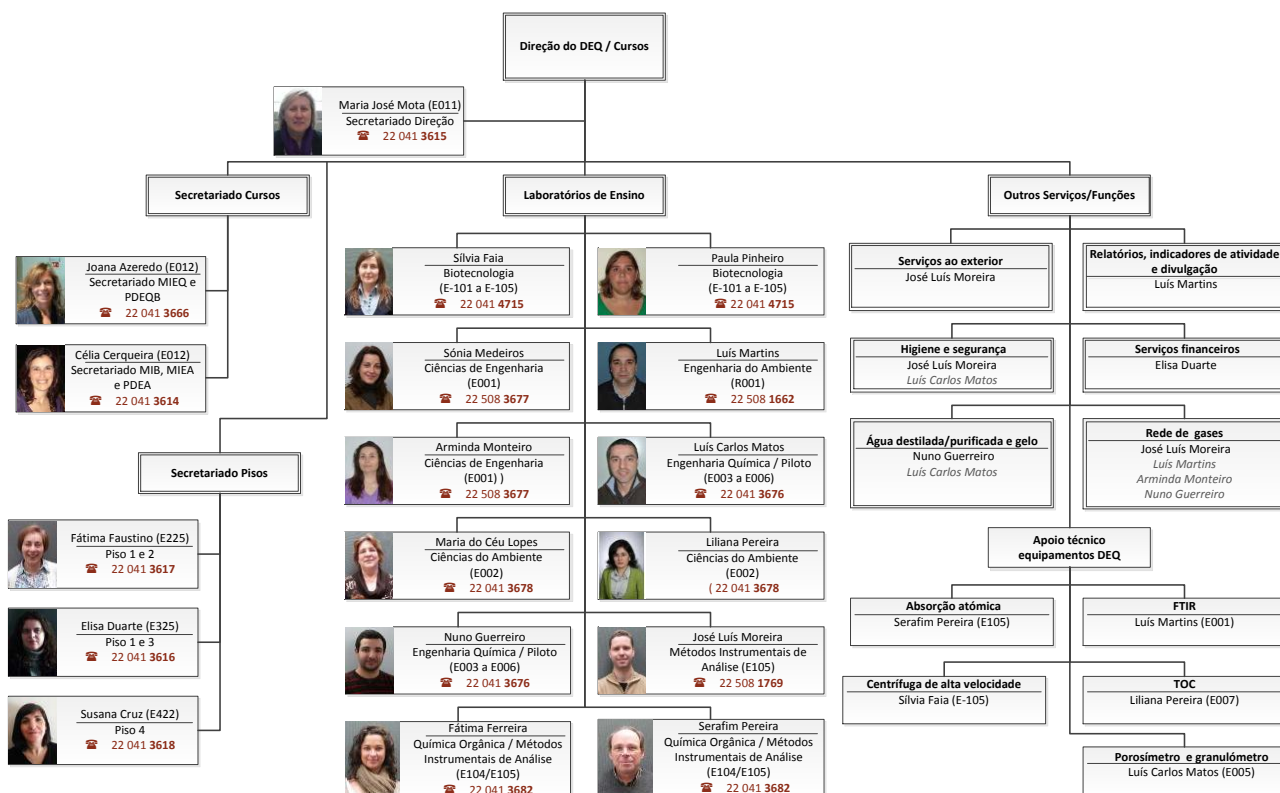 Direção do DEQ / Cursos
Maria José Mota (E011)
Secretariado Direção
☎ 22 041 3615
Secretariado Cursos
Joana Azeredo (E012)
Secretariado MIEQ e
PDEQB
☎ 22 041 3666
Célia Cerqueira (E012)
Secretariado MIB, MIEA
e PDEA
☎ 22 041 3614
Secretariado Pisos
Fátima Faustino (E225)
Piso 1 e 2
☎ 22 041 3617
Elisa Duarte (E325)
Piso 1 e 3
☎ 22 041 3616
Susana Cruz (E422)
Piso 4
☎ 22 041 3618
Laboratórios de Ensino
Sílvia Faia
Biotecnologia
(E-101 a E-105)
☎ 22 041 4715
Paula Pinheiro
Biotecnologia
(E-101 a E-105)
☎ 22 041 4715
Sónia Medeiros
Ciências de Engenharia
(E001)
☎ 22 508 3677
Luís Martins
Engenharia do Ambiente
(R001)
☎ 22 508 1662
Arminda Monteiro
Ciências de Engenharia
(E001) )
☎ 22 508 3677
Luís Carlos Matos
Engenharia Química / Piloto
(E003 a E006)
☎ 22 041 3676
Maria do Céu Lopes
Ciências do Ambiente
(E002)
☎ 22 041 3678
Liliana Pereira
Ciências do Ambiente
(E002)
( 22 041 3678
Nuno Guerreiro
Engenharia Química / Piloto
(E003 a E006)
☎ 22 041 3676
José Luís Moreira
Métodos Instrumentais de
Análise (E105)
☎ 22 508 1769
Fátima Ferreira
Química Orgânica / Métodos
Instrumentais de Análise
(E104/E105)
☎ 22 041 3682
Serafim Pereira
Química Orgânica / Métodos
Instrumentais de Análise
(E104/E105)
☎ 22 041 3682
Outros Serviços/Funções
Serviços ao exterior
José Luís Moreira
Relatórios, indicadores de atividade
e divulgação
Luís Martins
Higiene e segurança
José Luís Moreira
Luís Carlos Matos
Serviços financeiros
Elisa Duarte
Água destilada/purificada e gelo
Nuno Guerreiro
Luís Carlos Matos
Rede de gases
José Luís Moreira
Luís Martins
Arminda Monteiro
Nuno Guerreiro
Apoio técnico
equipamentos DEQ
Absorção atómica
Serafim Pereira (E105)
FTIR
Luís Martins (E001)
Centrífuga de alta velocidade
Sílvia Faia (E-105)
TOC
Liliana Pereira (E007)
Porosímetro e granulómetro
Luís Carlos Matos (E005)